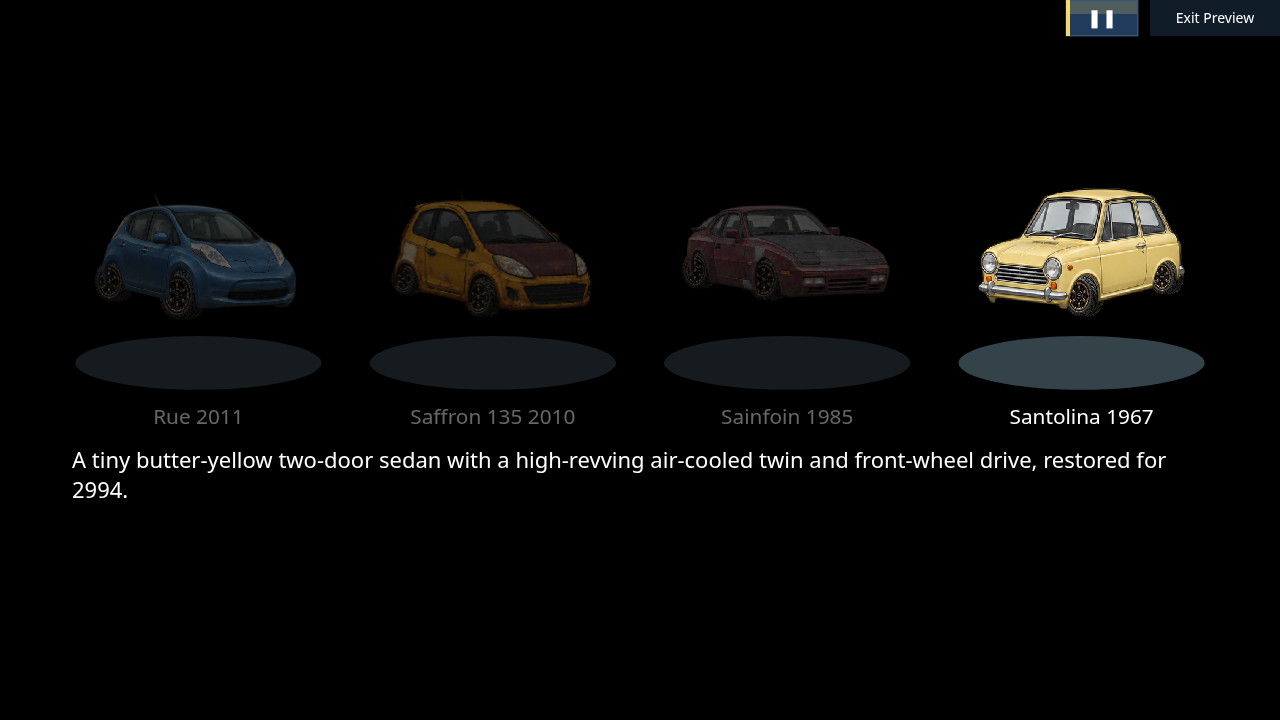 Exit Preview
Rue 2011
Saffron 135 2010
Sainfoin 1985
Santolina 1967
A tiny butter-yellow two-door sedan with a high-revving air-cooled twin and front-wheel drive, restored for
2994.